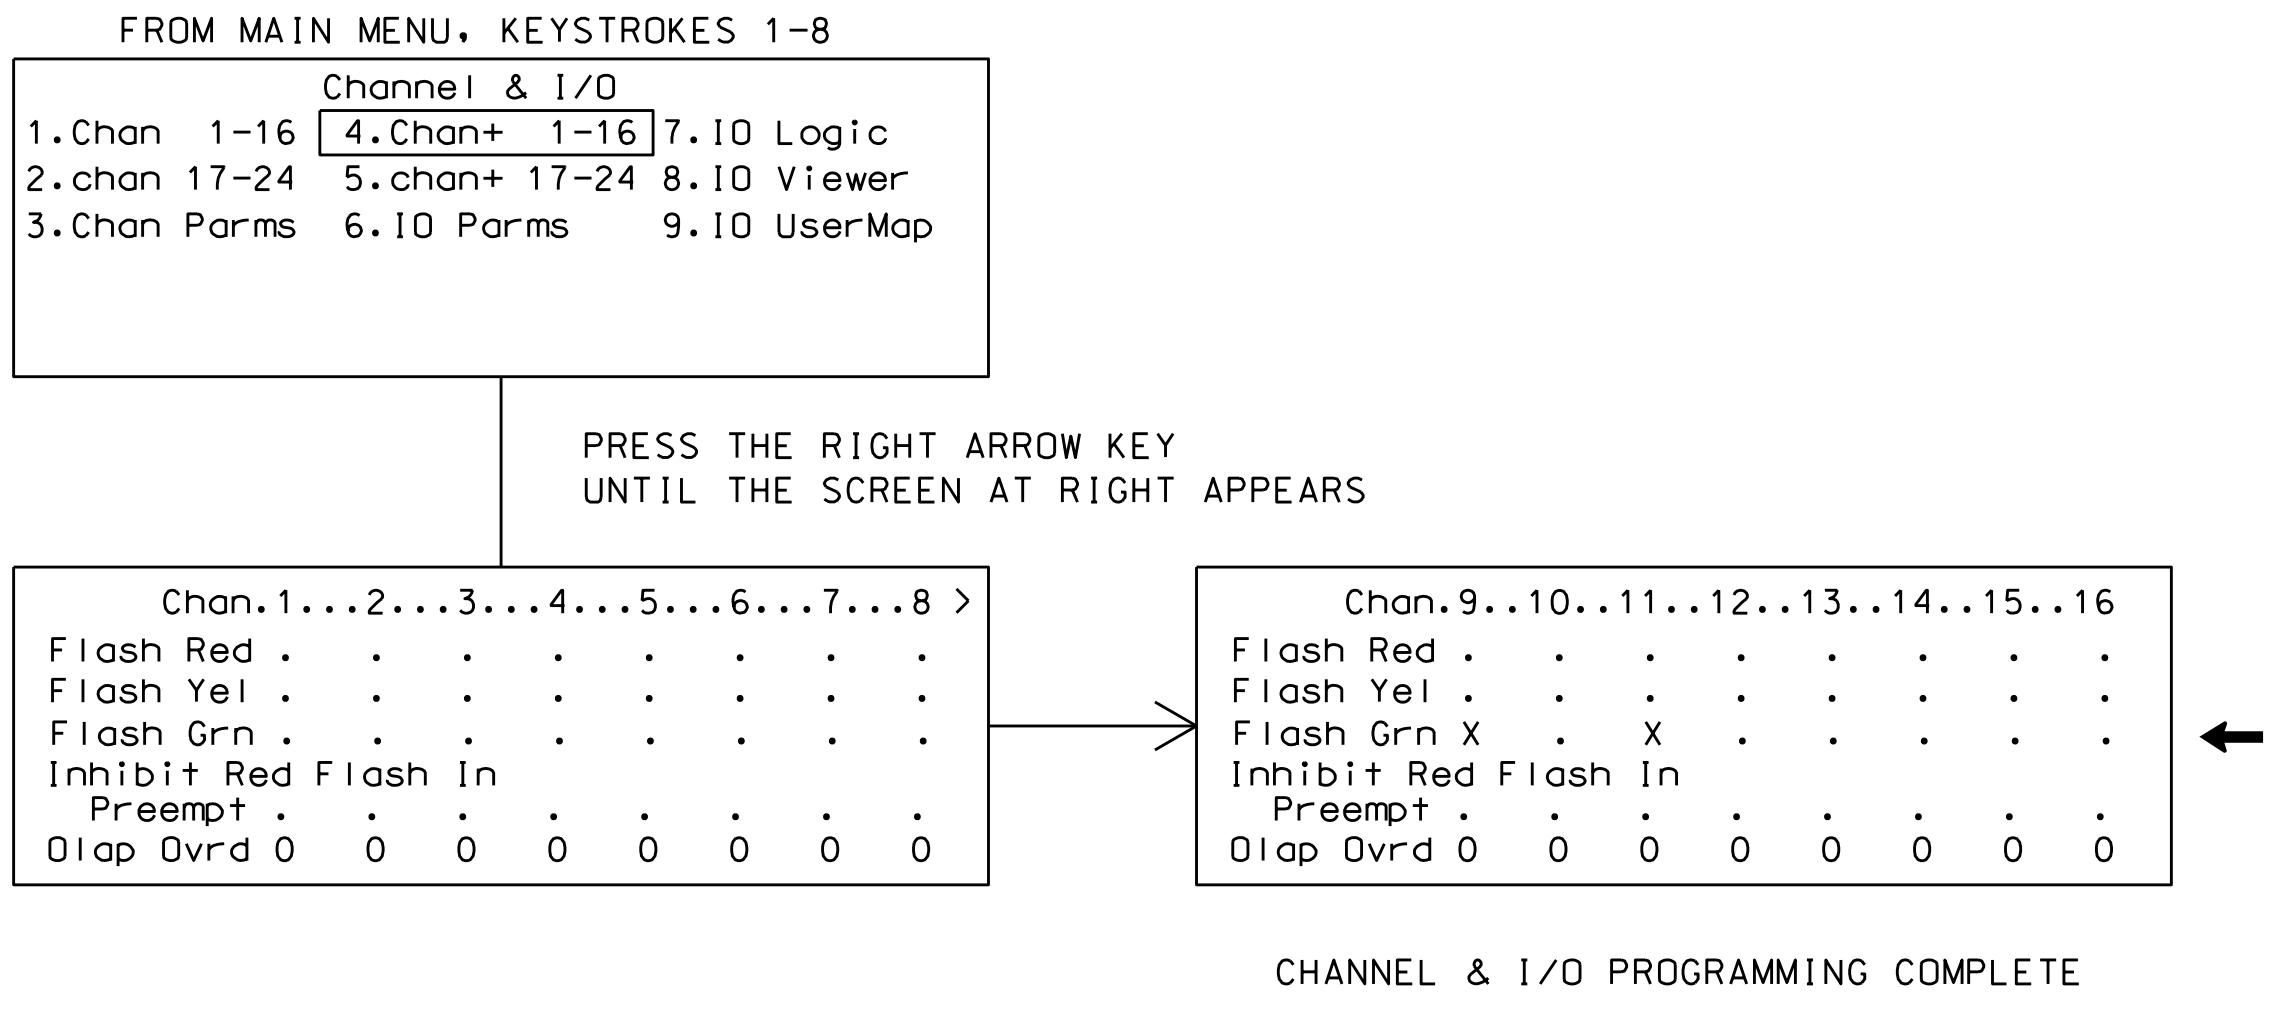 FROM MAIN MENU, KEYSTROKES 1-8
Channel & I/O
1.Chan 1-16 4.Chan+ 1-16 7.IO Logic
2.chan 17-24 5.chan+ 17-24 8.IO Viewer
3.Chan Parms 6.IO Parms 9.IO UserMap
PRESS THE RIGHT ARROW KEY
UNTIL THE SCREEN AT RIGHT APPEARS
Chan.1...2...3...4...5...6...7...8 >
Flash Red . . . . . . . .
Flash Yel . . . . . . . .
Flash Grn . . . . . . . .
Inhibit Red Flash In
Preempt . . . . . . . .
Olap Ovrd 0 0 0 0 0 0 0 0
Chan.9..10..11..12..13..14..15..16
Flash Red . . . . . . . .
Flash Yel . . . . . . . .
Flash Grn X . X . . . . .
Inhibit Red Flash In
Preempt . . . . . . . .
Olap Ovrd 0 0 0 0 0 0 0 0
CHANNEL & I/O PROGRAMMING COMPLETE